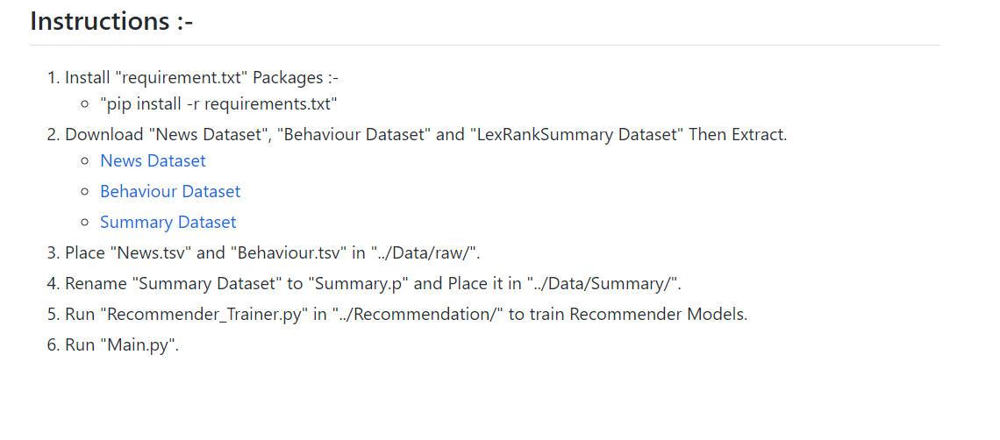 Instructions :-
1. Install "requirement.txt" Packages :-
"pip install -r requirements.txt"
2. Download "News Dataset", "Behaviour Dataset" and "LexRankSummary Dataset" Then Extract.
News Dataset
Behaviour Dataset
Summary Dataset
3. Place "News.tsv" and "Behaviour.tsv" in "../Data/raw/".
4. Rename "Summary Dataset" to "Summary.p" and Place it in "../Data/Summary/".
5. Run "Recommender_Trainer.py" in "../Recommendation/" to train Recommender Models.
6. Run "Main.py".